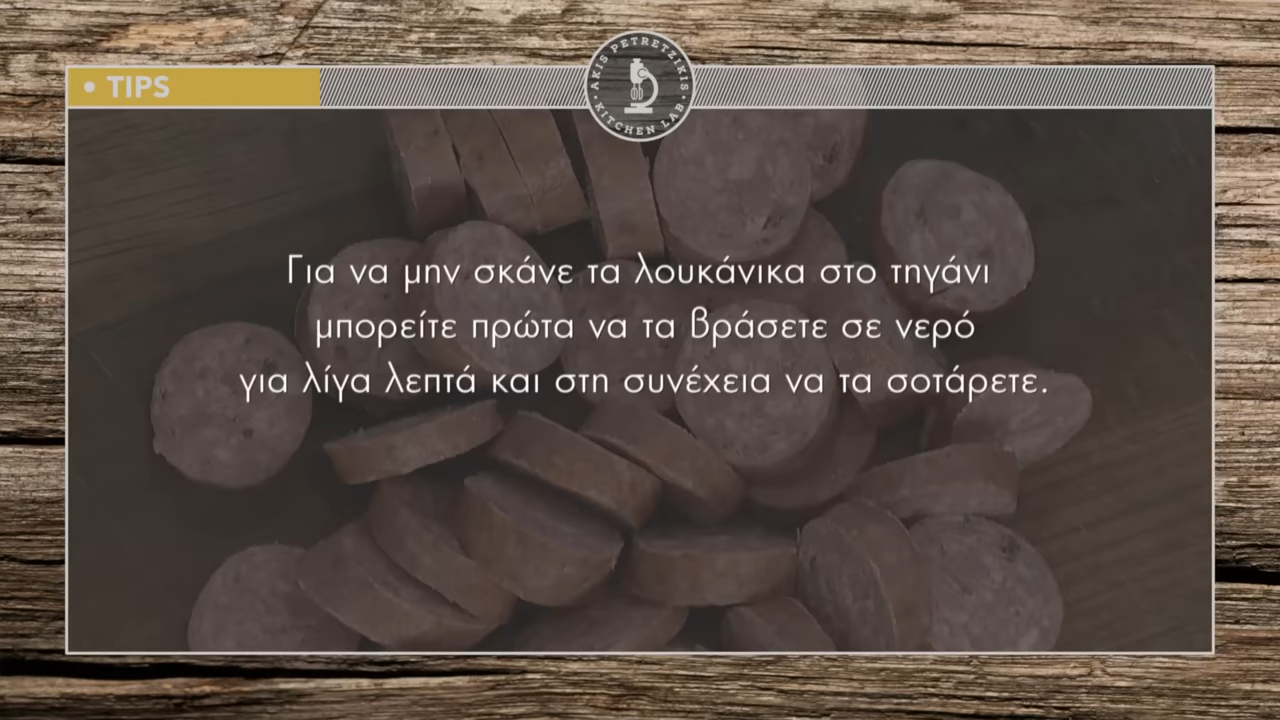 • TIPS
AKIS PETRETZIKIS
• KITCHEN LAB •
Για να μην σκάνε τα λουκάνικα στο τηγάνι
μπορείτε πρώτα να τα βράσετε σε νερό
για λίγα λεπτά και στη συνέχεια να τα σοτάρετε.